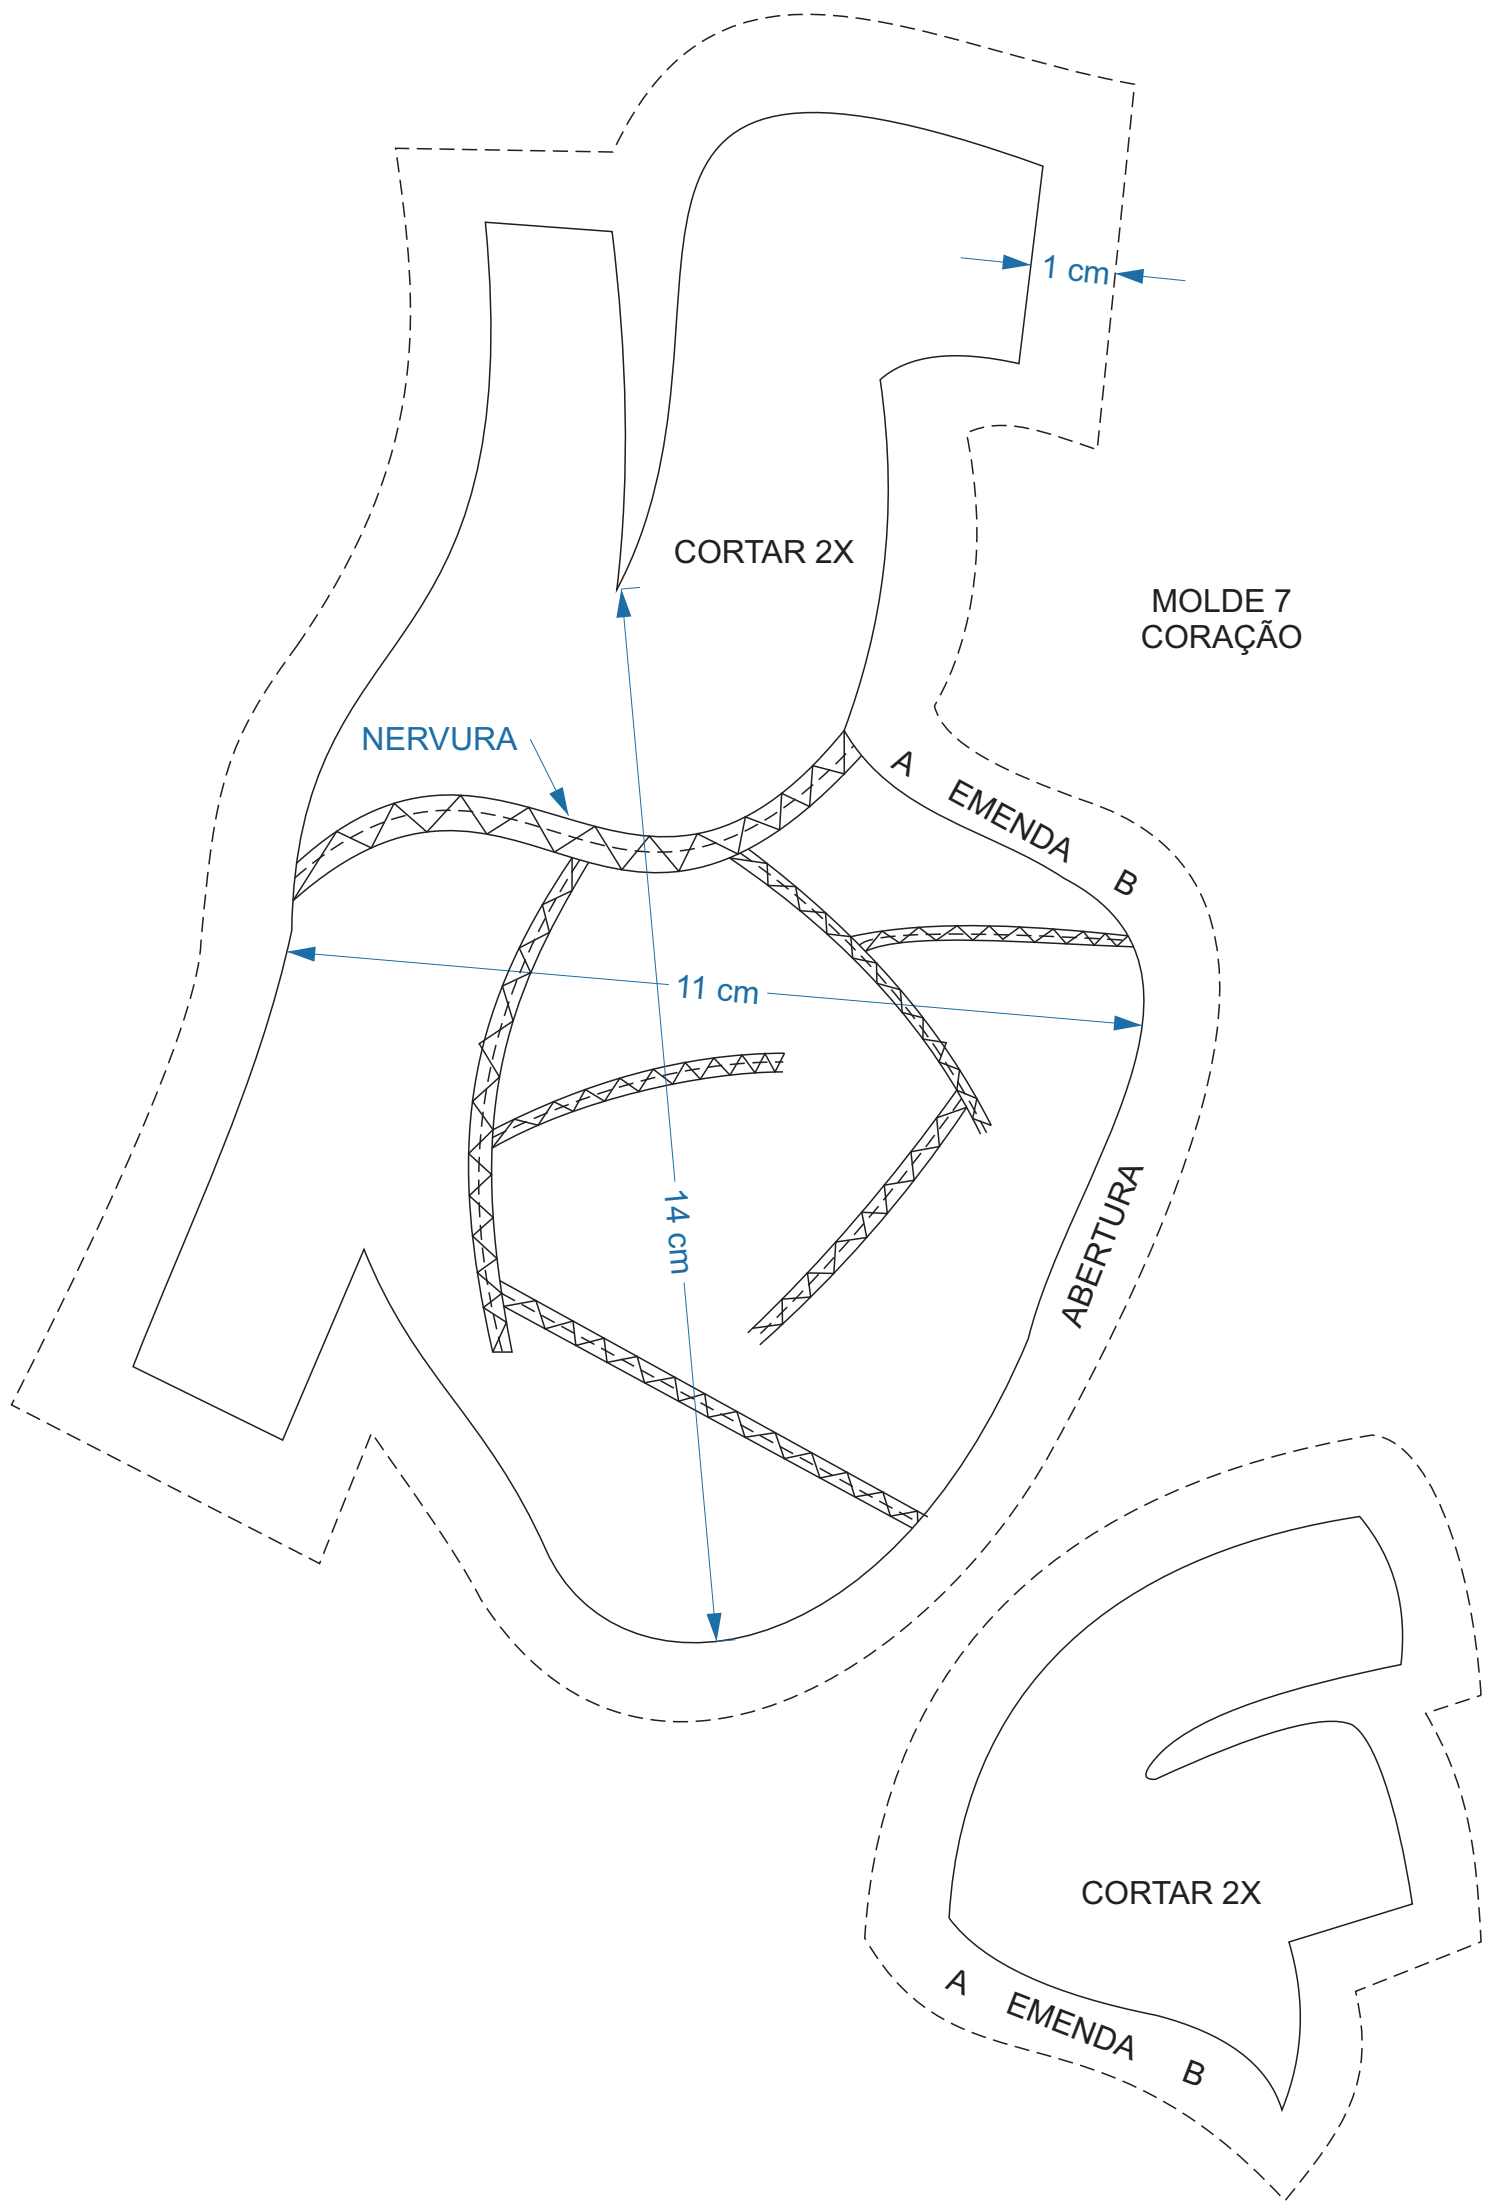 1 cm
CORTAR 2X
MOLDE 7
CORAÇÃO
NERVURA
A EMENDA B
11 cm
14 cm
ABERTURA
CORTAR 2X
A EMENDA B